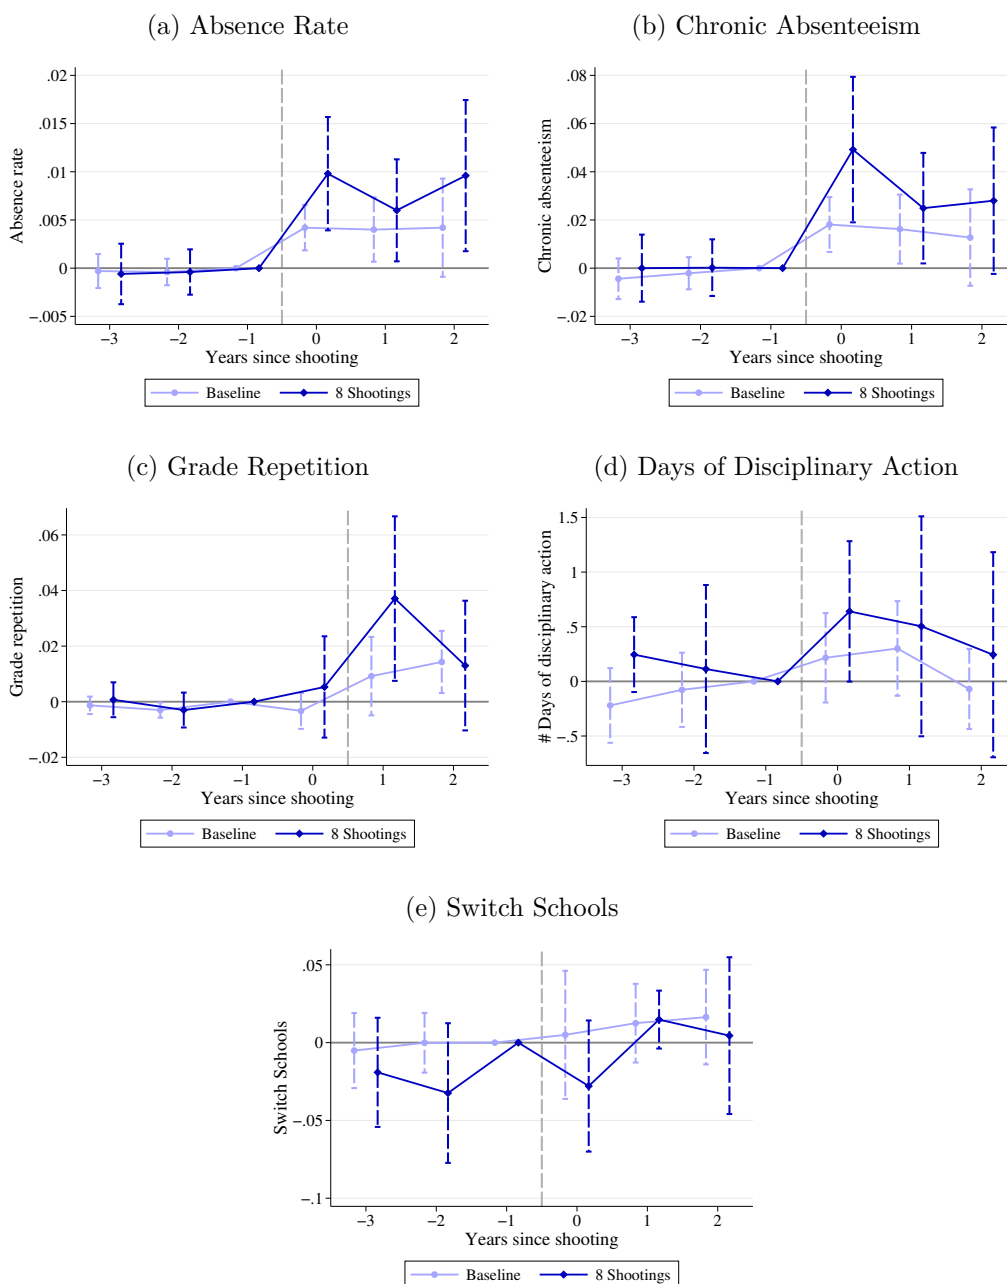 (a) Absence Rate
.02
.015
.01
.005
0
−.005
Absence rate
−3 −2 −1 0 1 2
Years since shooting
Baseline 8 Shootings
(b) Chronic Absenteeism
.08
.06
.04
.02
0
−.02
Chronic absenteeism
−3 −2 −1 0 1 2
Years since shooting
Baseline 8 Shootings
(c) Grade Repetition
.06
.04
.02
0
−.02
Grade repetition
−3 −2 −1 0 1 2
Years since shooting
Baseline 8 Shootings
(d) Days of Disciplinary Action
1.5
1
.5
0
−.5
# Days of disciplinary action
−3 −2 −1 0 1 2
Years since shooting
Baseline 8 Shootings
(e) Switch Schools
.05
0
−.05
−.1
Switch Schools
−3 −2 −1 0 1 2
Years since shooting
Baseline 8 Shootings